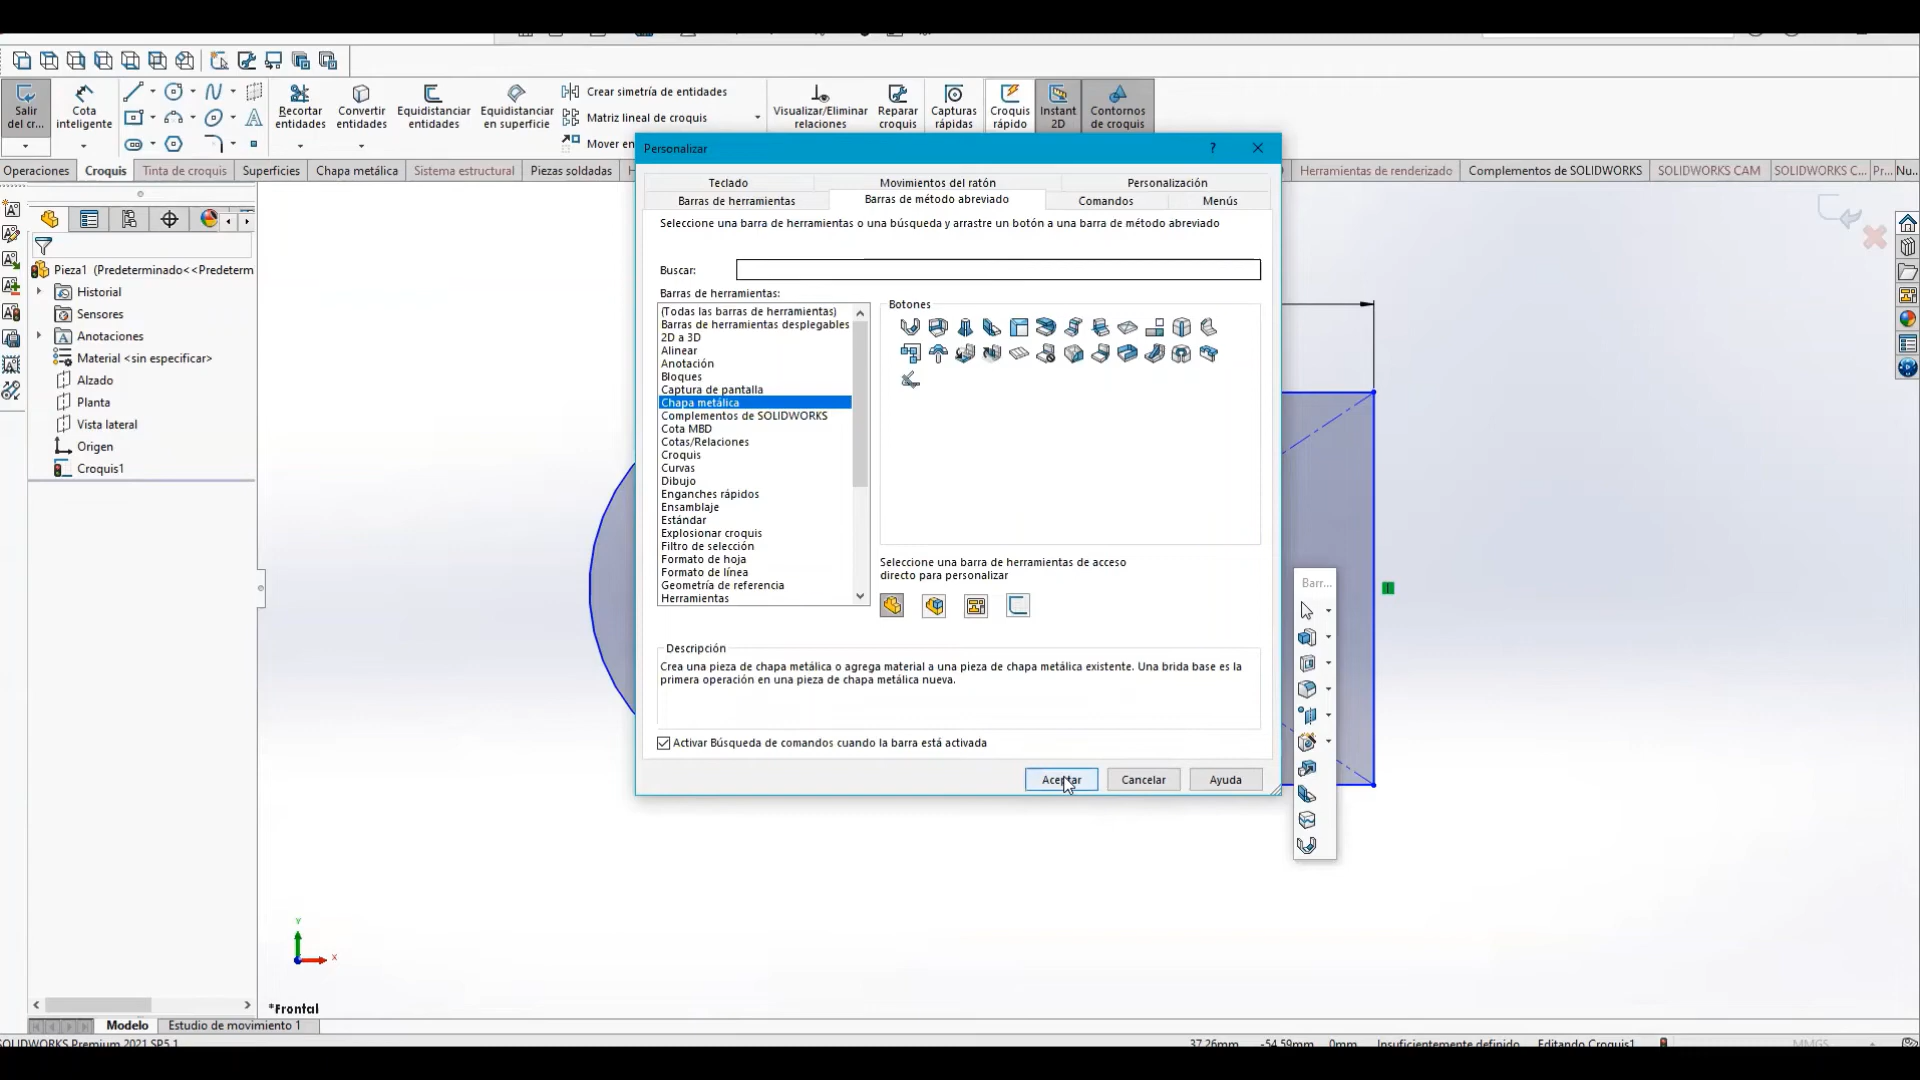 Salir
del cr...
Cota
inteligente
Recortar
entidades
Convertir
entidades
Equidistanciar
entidades
Equidistanciar
en superficie
Crear simetría de entidades
Matriz lineal de croquis
Mover en
Visualizar/Eliminar
relaciones
Reparar
croquis
Capturas
rápidas
Croquis
rápido
Instant
2D
Contornos
de croquis
Operaciones
Croquis
Tinta de croquis
Superficies
Chapa metálica
Sistema estructural
Piezas soldadas
Herramientas de renderizado
Complementos de SOLIDWORKS
SOLIDWORKS CAM
SOLIDWORKS C...
Pr...
Nu...
Pieza1 (Predeterminado<<Predeterm
Historial
Sensores
Anotaciones
Material <sin especificar>
Alzado
Planta
Vista lateral
Origen
Croquis1
Personalizar
?
Teclado
Movimientos del ratón
Personalización
Barras de herramientas
Barras de método abreviado
Comandos
Menús
Seleccione una barra de herramientas o una búsqueda y arrastre un botón a una barra de método abreviado
Buscar:
Barras de herramientas:
(Todas las barras de herramientas)
Barras de herramientas desplegables
2D a 3D
Alinear
Anotación
Bloques
Captura de pantalla
Chapa metálica
Complementos de SOLIDWORKS
Cota MBD
Cotas/Relaciones
Croquis
Curvas
Dibujo
Enganches rápidos
Ensamblaje
Estándar
Explosionar croquis
Filtro de selección
Formato de hoja
Formato de línea
Geometría de referencia
Herramientas
Botones
Seleccione una barra de herramientas de acceso
directo para personalizar
Descripción
Crea una pieza de chapa metálica o agrega material a una pieza de chapa metálica existente. Una brida base es la
primera operación en una pieza de chapa metálica nueva.
Activar Búsqueda de comandos cuando la barra está activada
Aceptar
Cancelar
Ayuda
Barr...
Y
X
*Frontal
Modelo
Estudio de movimiento 1
SOLIDWORKS Premium 2021 SP5.1
37.26mm
-54.59mm
0mm
Insuficientemente definido
Editando Croquis1
MMGS